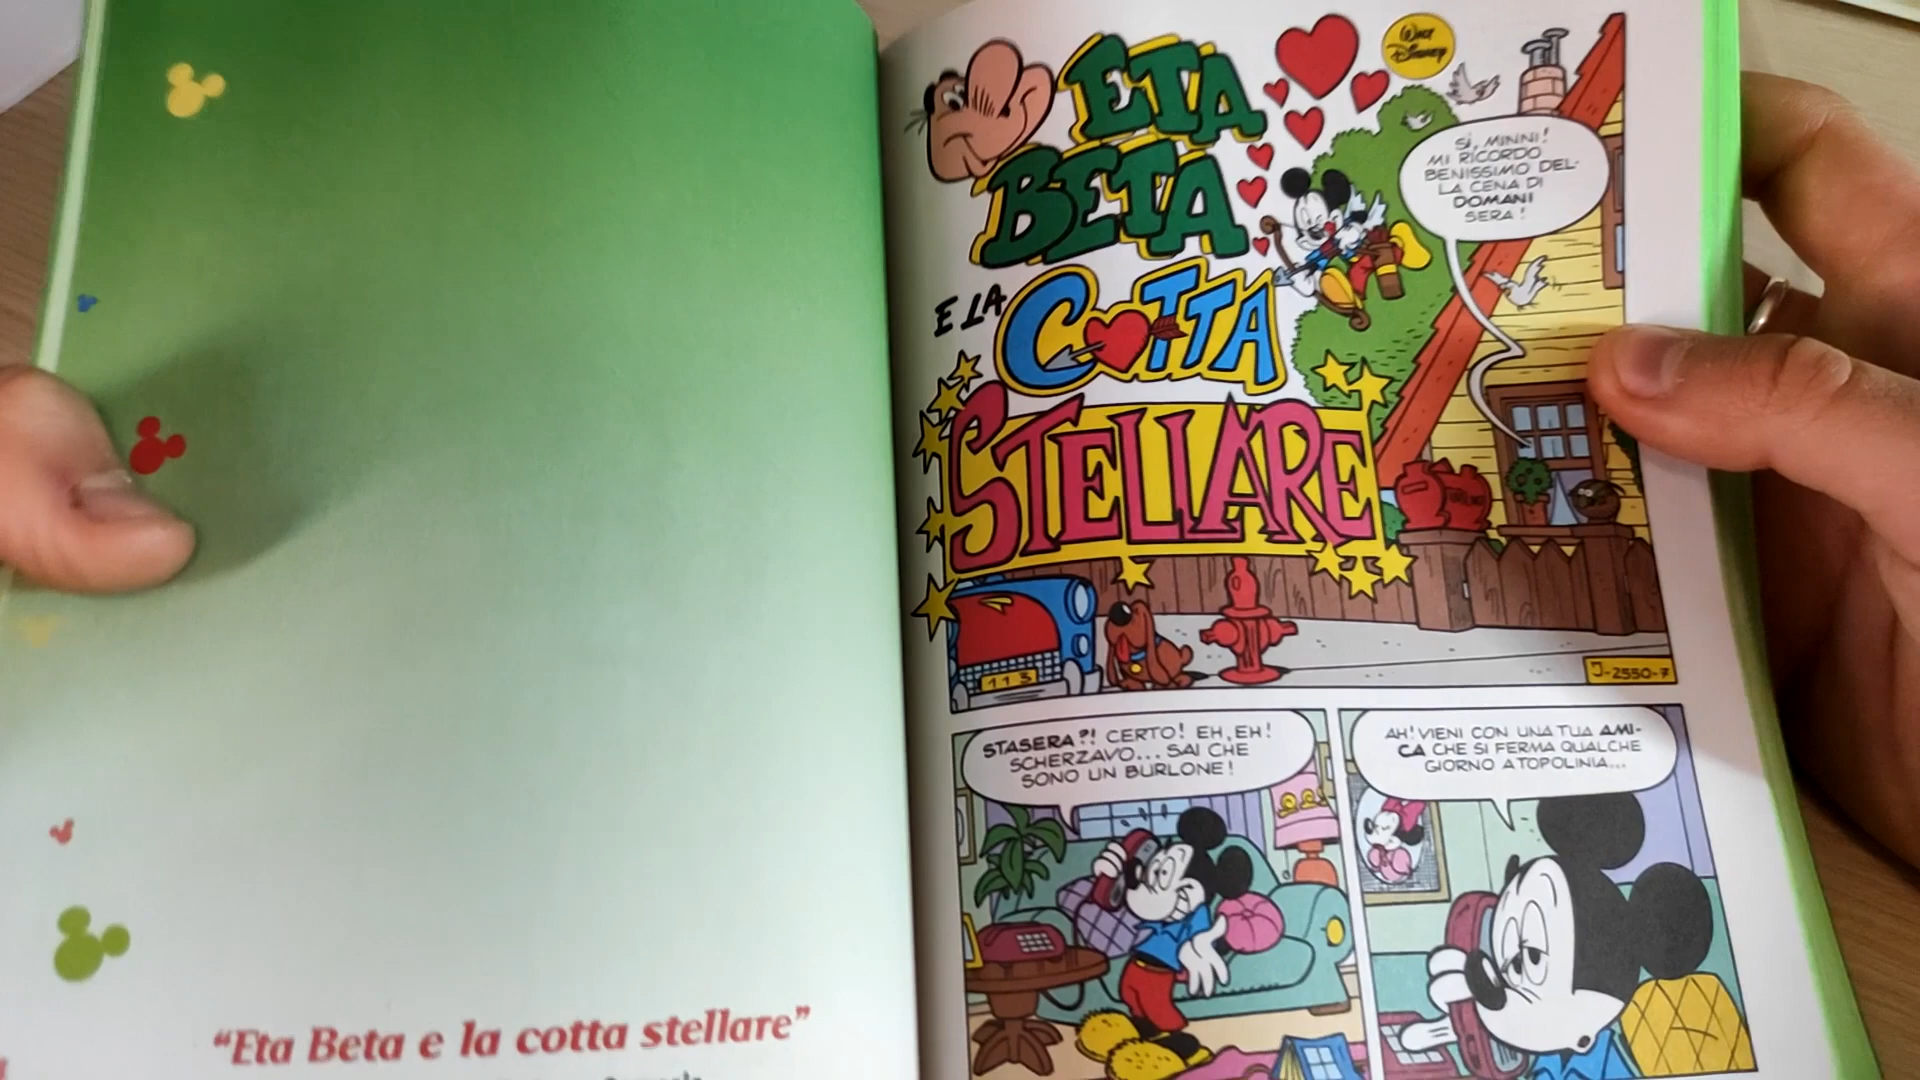 “Eta Beta e la cotta stellare”
ETA
BETA
E LA COTTA
STELLARE
WALT
DISNEY
SÌ, MINNI!
MI RICORDO
BENISSIMO DEL-
LA CENA DI
DOMANI
SERA!
113
J-2550-7
STASERA?! CERTO! EH, EH!
SCHERZAVO... SAI CHE
SONO UN BURLONE!
AH! VIENI CON UNA TUA AMI-
CA CHE SI FERMA QUALCHE
GIORNO A TOPOLINIA...